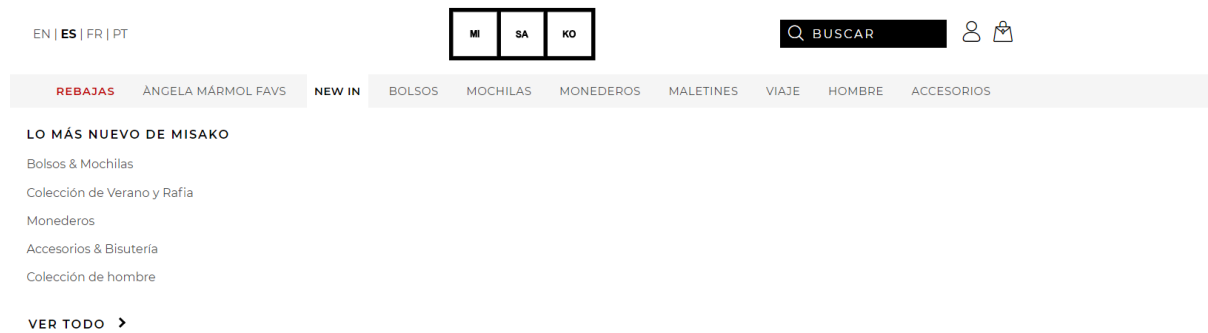 EN | ES | FR | PT
MI SA KO
BUSCAR
REBAJAS ÀNGELA MÁRMOL FAVS NEW IN BOLSOS MOCHILAS MONEDEROS MALETINES VIAJE HOMBRE ACCESORIOS
LO MÁS NUEVO DE MISAKO
Bolsos & Mochilas
Colección de Verano y Rafia
Monederos
Accesorios & Bisutería
Colección de hombre
VER TODO